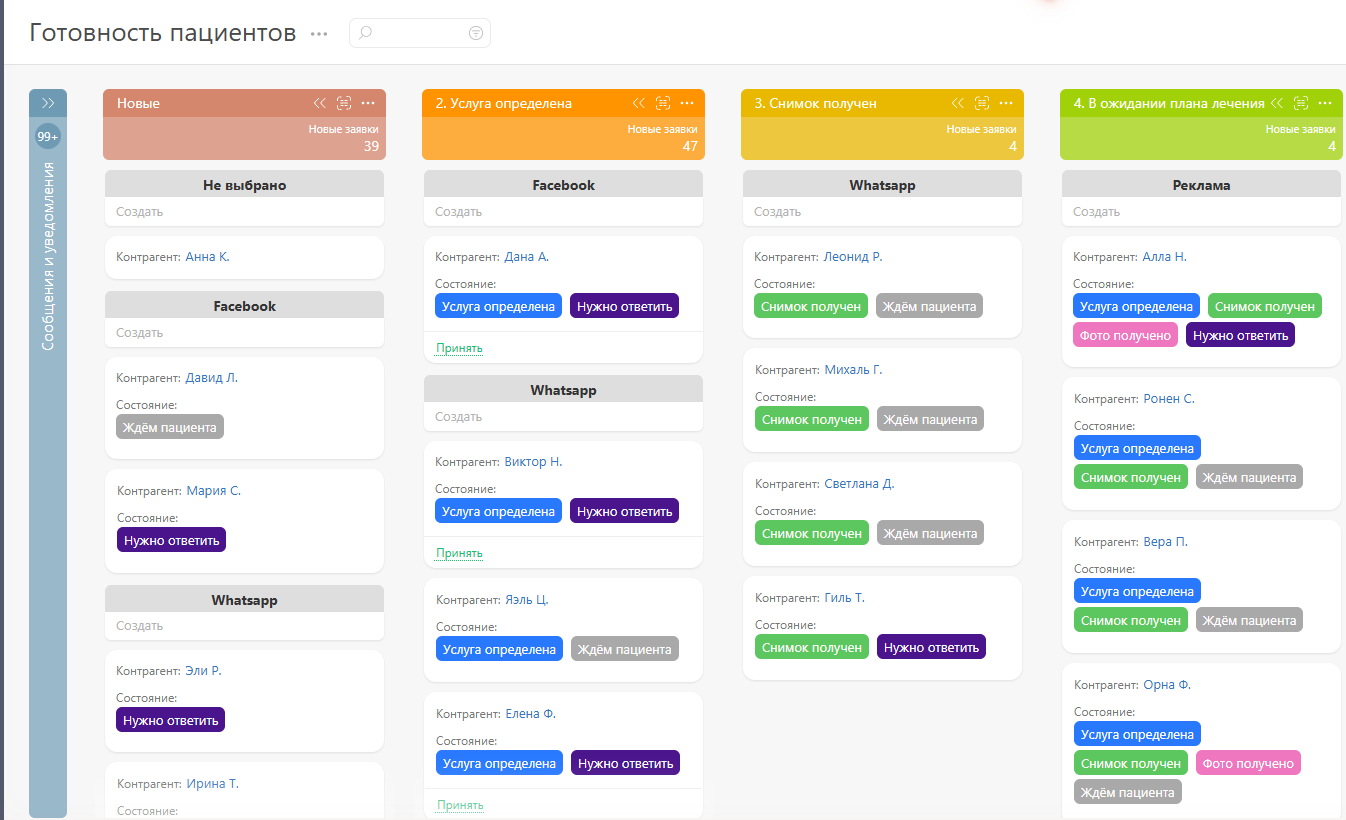 Готовность пациентов
99+
Сообщения и уведомления
Новые
Новые заявки
39
Не выбрано
Создать
Контрагент: Анна К.
Facebook
Создать
Контрагент: Давид Л.
Состояние:
Ждём пациента
Контрагент: Мария С.
Состояние:
Нужно ответить
Whatsapp
Создать
Контрагент: Эли Р.
Состояние:
Нужно ответить
Контрагент: Ирина Т.
Состояние:
2. Услуга определена
Новые заявки
47
Facebook
Создать
Контрагент: Дана А.
Состояние:
Услуга определена Нужно ответить
Принять
Whatsapp
Создать
Контрагент: Виктор Н.
Состояние:
Услуга определена Нужно ответить
Принять
Контрагент: Яэль Ц.
Состояние:
Услуга определена Ждём пациента
Контрагент: Елена Ф.
Состояние:
Услуга определена Нужно ответить
Принять
3. Снимок получен
Новые заявки
4
Whatsapp
Создать
Контрагент: Леонид Р.
Состояние:
Снимок получен Ждём пациента
Контрагент: Михаль Г.
Состояние:
Снимок получен Ждём пациента
Контрагент: Светлана Д.
Состояние:
Снимок получен Ждём пациента
Контрагент: Гиль Т.
Состояние:
Снимок получен Нужно ответить
4. В ожидании плана лечения
Новые заявки
4
Реклама
Создать
Контрагент: Алла Н.
Состояние:
Услуга определена Снимок получен
Фото получено Нужно ответить
Контрагент: Ронен С.
Состояние:
Услуга определена
Снимок получен Ждём пациента
Контрагент: Вера П.
Состояние:
Услуга определена
Снимок получен Ждём пациента
Контрагент: Орна Ф.
Состояние:
Услуга определена
Снимок получен Фото получено
Ждём пациента